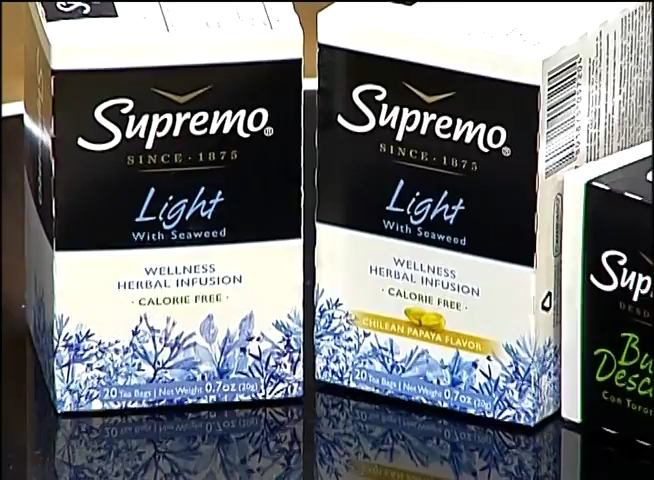 Supremo®
SINCE · 1875
Light
With Seaweed
WELLNESS
HERBAL INFUSION
· CALORIE FREE ·
20 Tea Bags | Net Weight 0.7oz (20g)
Supremo®
SINCE · 1875
Light
With Seaweed
WELLNESS
HERBAL INFUSION
· CALORIE FREE ·
CHILEAN PAPAYA FLAVOR
20 Tea Bags | Net Weight 0.7oz (20g)
Sup
Bu
Desc